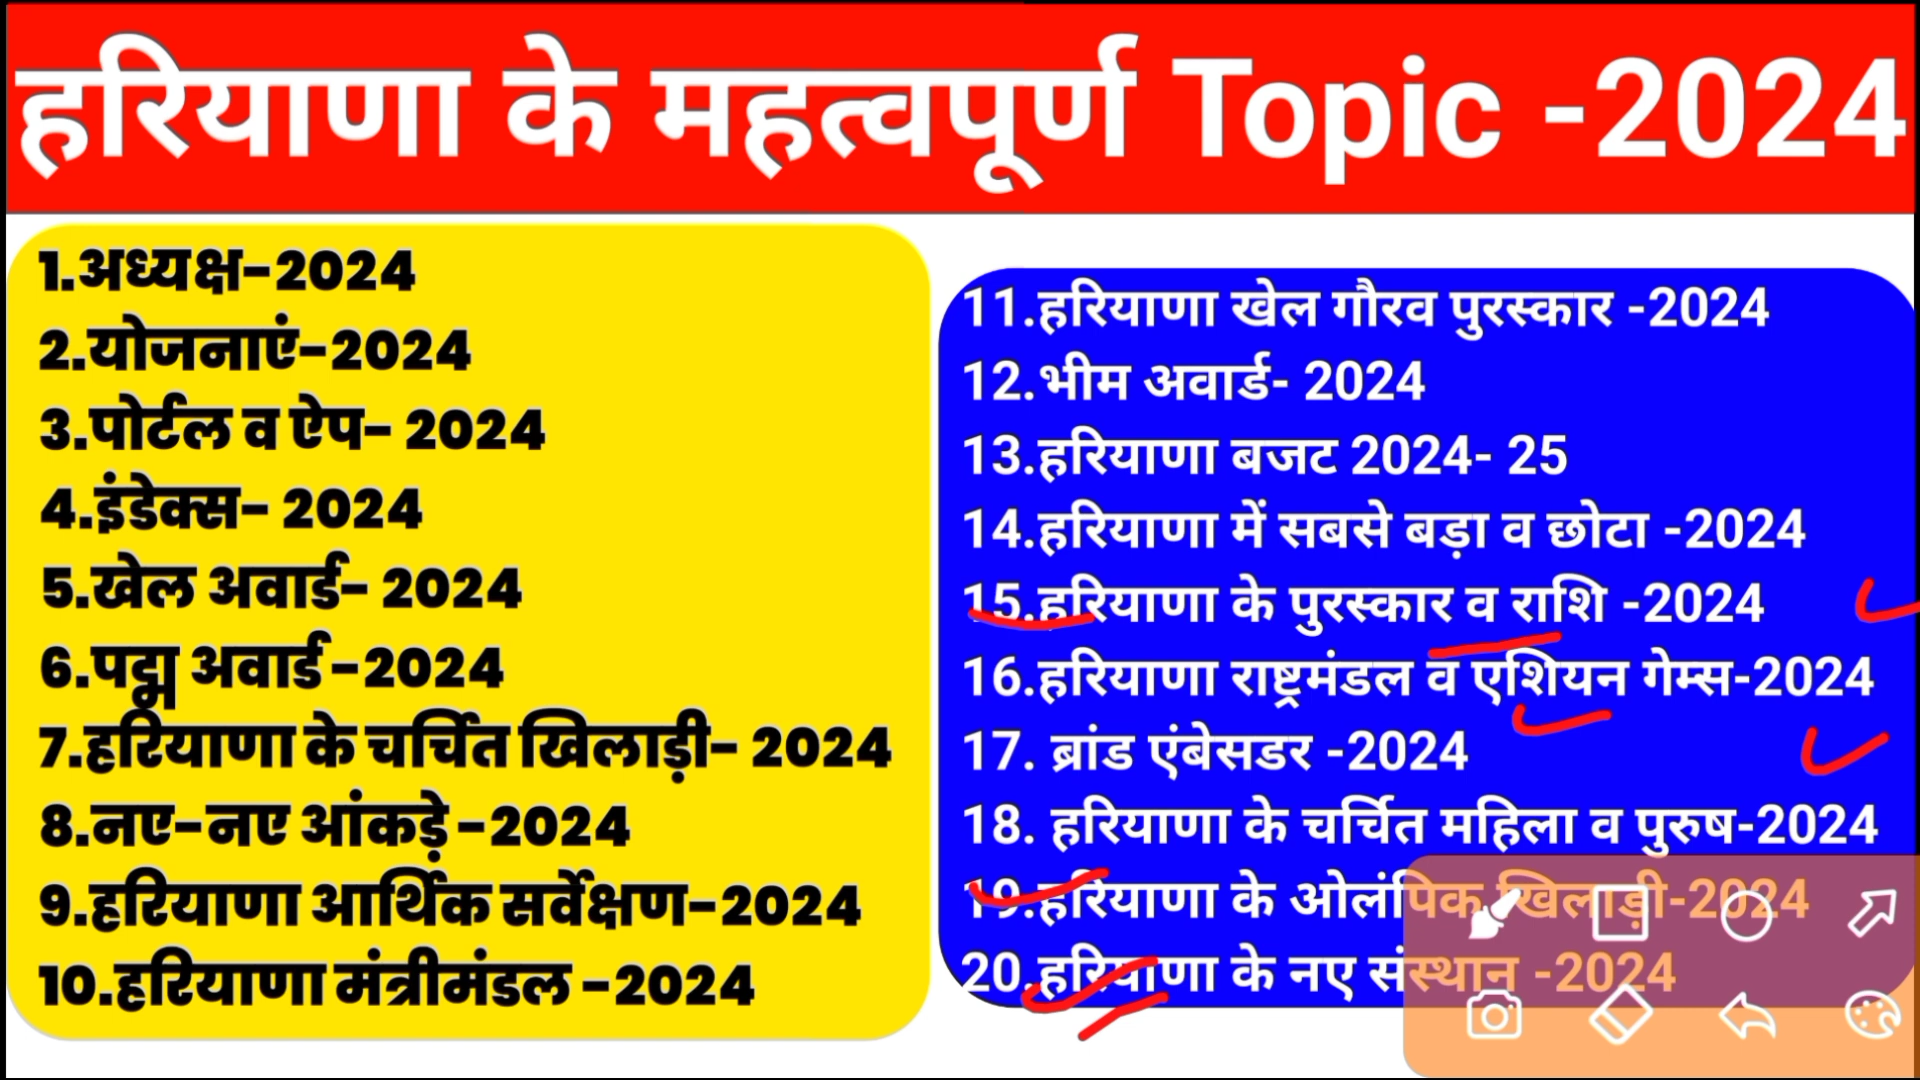 हरियाणा के महत्वपूर्ण Topic -2024
1.अध्यक्ष-2024
2.योजनाएं-2024
3.पोर्टल व ऐप- 2024
4.इंडेक्स- 2024
5.खेल अवार्ड- 2024
6.पद्म अवार्ड -2024
7.हरियाणा के चर्चित खिलाड़ी- 2024
8.नए-नए आंकड़े -2024
9.हरियाणा आर्थिक सर्वेक्षण-2024
10.हरियाणा मंत्रीमंडल -2024
11.हरियाणा खेल गौरव पुरस्कार -2024
12.भीम अवार्ड- 2024
13.हरियाणा बजट 2024- 25
14.हरियाणा में सबसे बड़ा व छोटा -2024
15.हरियाणा के पुरस्कार व राशि -2024
16.हरियाणा राष्ट्रमंडल व एशियन गेम्स-2024
17. ब्रांड एंबेसडर -2024
18. हरियाणा के चर्चित महिला व पुरुष-2024
19.हरियाणा के ओलंपिक खिलाड़ी-2024
20.हरियाणा के नए संस्थान -2024